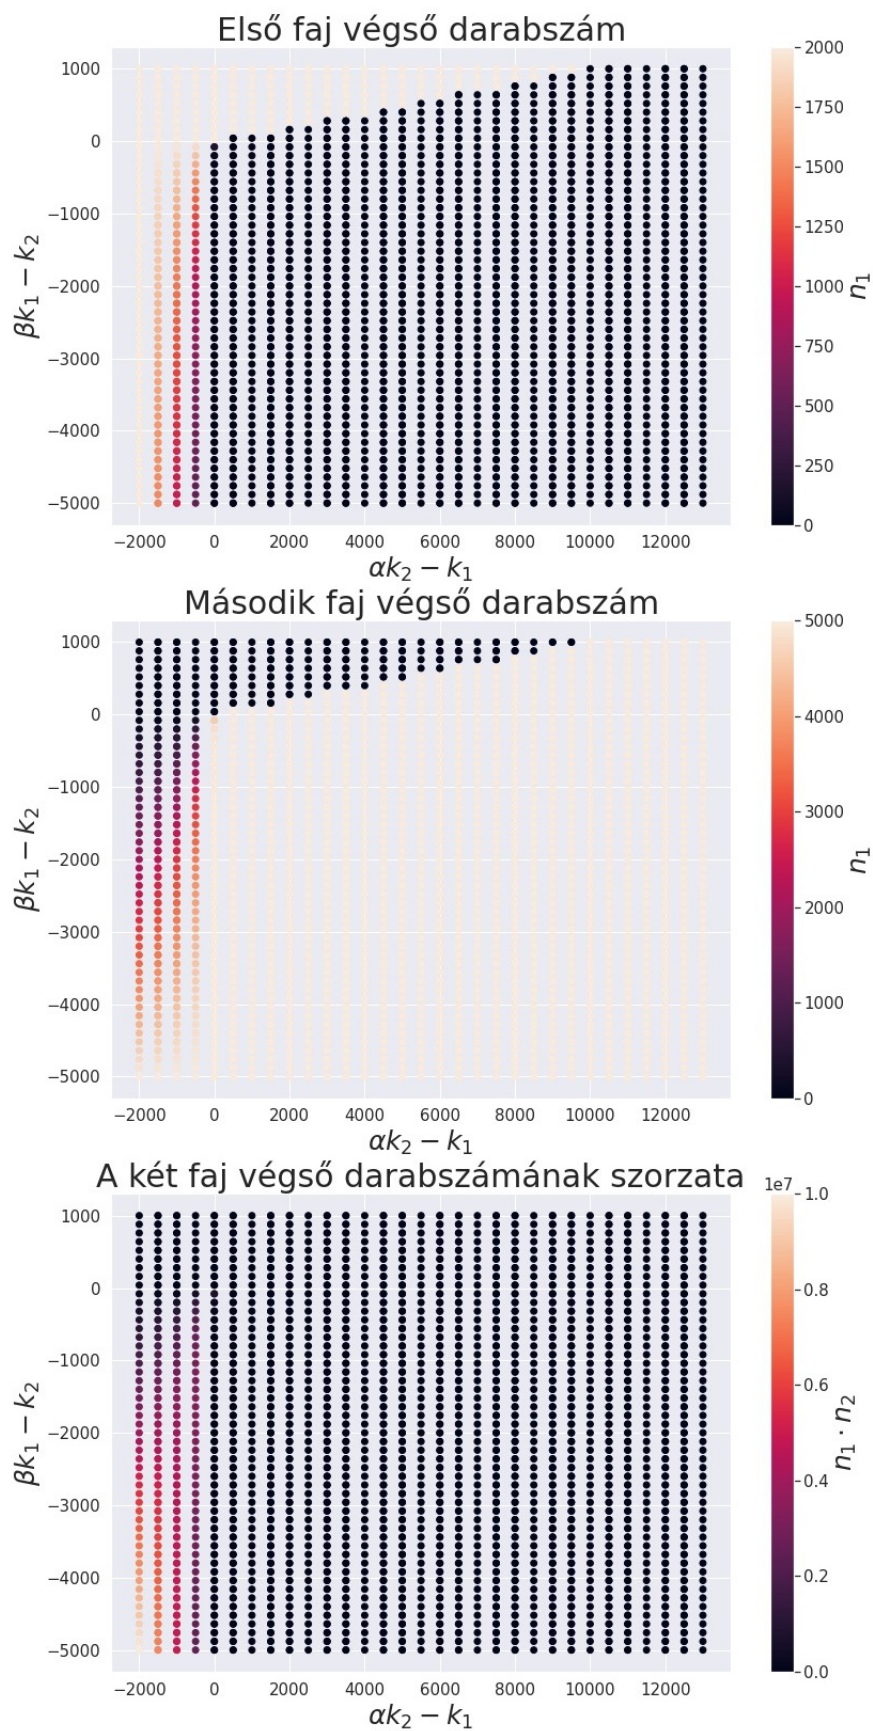 Első faj végső darabszám
1000
0
−1000
−2000
−3000
−4000
−5000
βk₁ − k₂
−2000 0 2000 4000 6000 8000 10000 12000
αk₂ − k₁
2000
1750
1500
1250
1000
750
500
250
0
n₁
Második faj végső darabszám
1000
0
−1000
−2000
−3000
−4000
−5000
βk₁ − k₂
−2000 0 2000 4000 6000 8000 10000 12000
αk₂ − k₁
5000
4000
3000
2000
1000
0
n₁
A két faj végső darabszámának szorzata
1000
0
−1000
−2000
−3000
−4000
−5000
βk₁ − k₂
−2000 0 2000 4000 6000 8000 10000 12000
αk₂ − k₁
1e7
1.0
0.8
0.6
0.4
0.2
0.0
n₁ · n₂